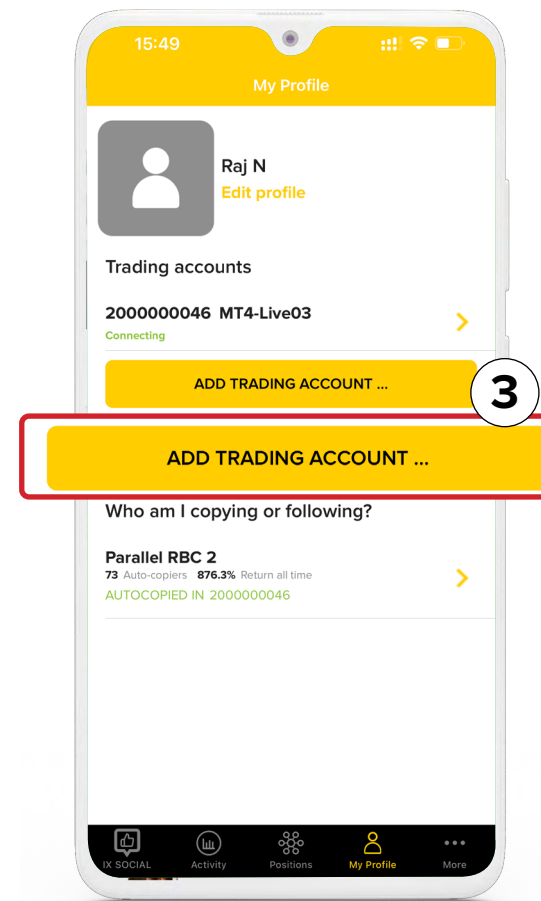 15:49
My Profile
Raj N
Edit profile
Trading accounts
2000000046 MT4-Live03
Connecting
ADD TRADING ACCOUNT ...
3
ADD TRADING ACCOUNT ...
Who am I copying or following?
Parallel RBC 2
73 Auto-copiers 876.3% Return all time
AUTOCOPIED IN 2000000046
IX SOCIAL Activity Positions My Profile More